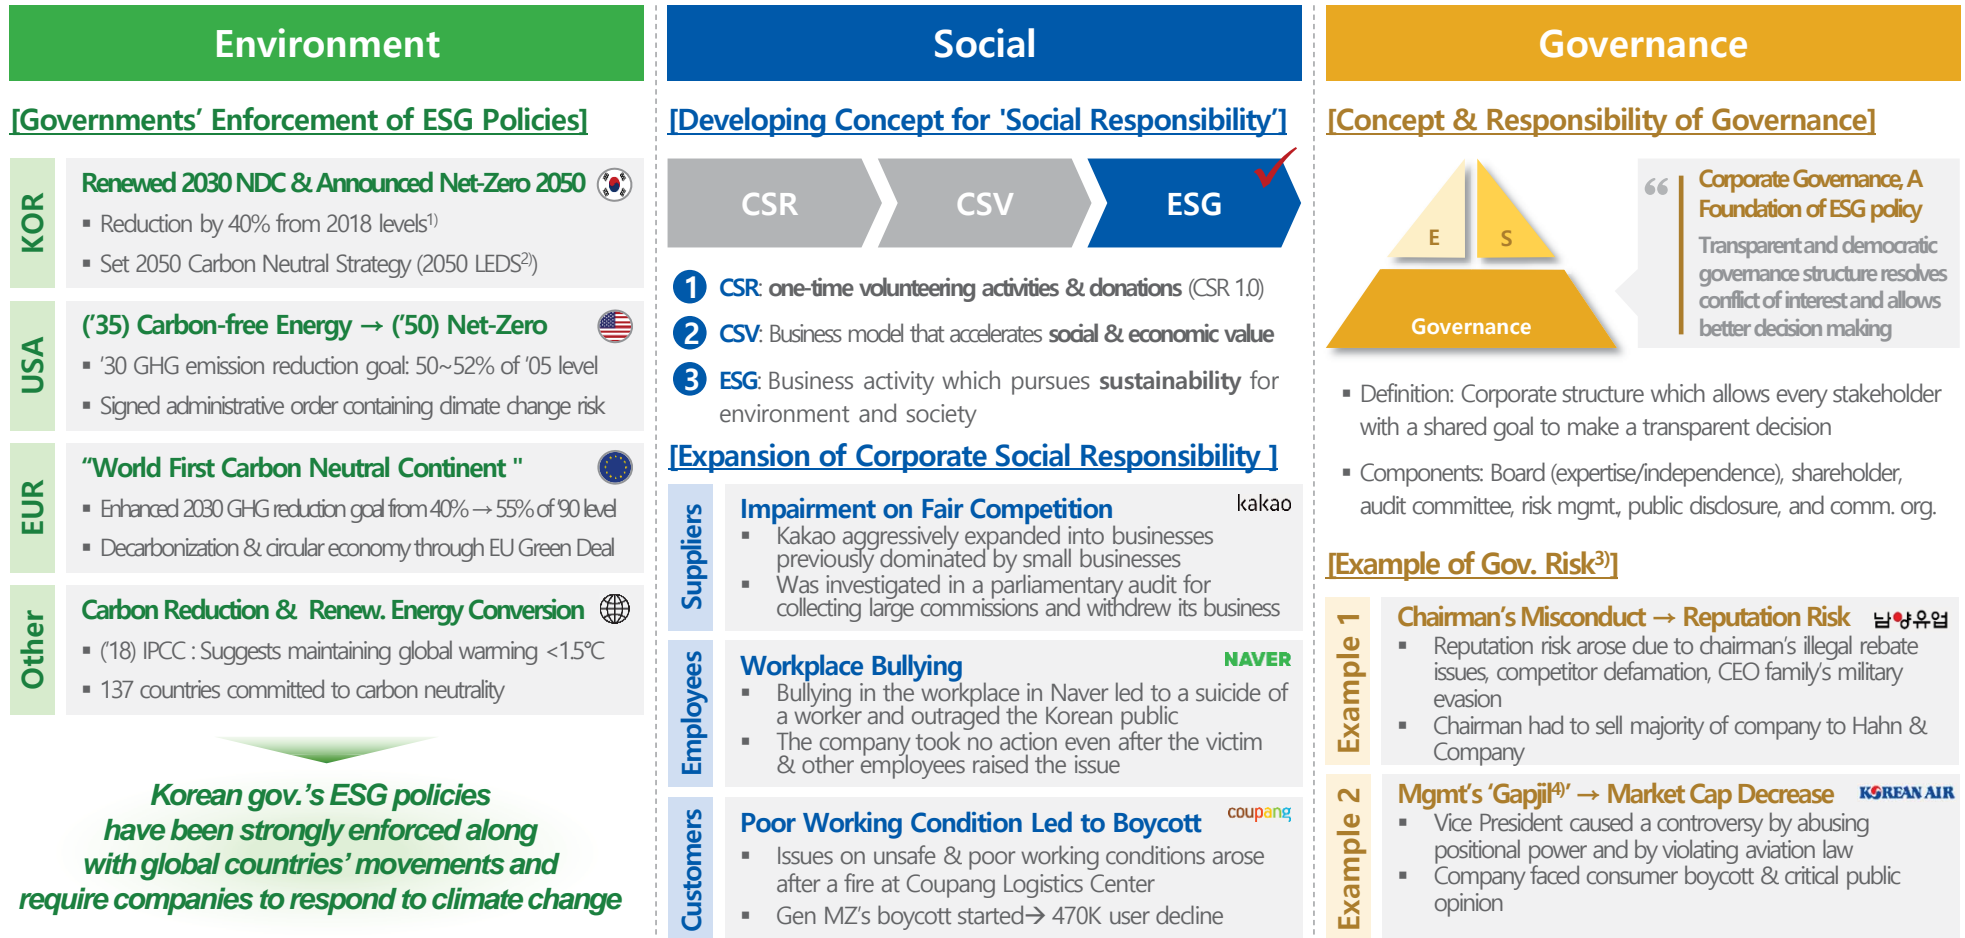 Environment
[Governments’ Enforcement of ESG Policies]
KOR
Renewed 2030 NDC & Announced Net-Zero 2050
▪ Reduction by 40% from 2018 levels1)
▪ Set 2050 Carbon Neutral Strategy (2050 LEDS2))
USA
(’35) Carbon-free Energy → (’50) Net-Zero
▪ ’30 GHG emission reduction goal: 50~52% of ’05 level
▪ Signed administrative order containing climate change risk
EUR
“World First Carbon Neutral Continent "
▪ Enhanced 2030 GHG reduction goal from 40% → 55% of ’90 level
▪ Decarbonization & circular economy through EU Green Deal
Other
Carbon Reduction & Renew. Energy Conversion
▪ (’18) IPCC : Suggests maintaining global warming <1.5℃
▪ 137 countries committed to carbon neutrality
Korean gov.’s ESG policies
have been strongly enforced along
with global countries’ movements and
require companies to respond to climate change
Social
[Developing Concept for 'Social Responsibility’]
CSR
CSV
ESG
1 CSR: one-time volunteering activities & donations (CSR 1.0)
2 CSV: Business model that accelerates social & economic value
3 ESG: Business activity which pursues sustainability for
environment and society
[Expansion of Corporate Social Responsibility ]
Suppliers
Impairment on Fair Competition
kakao
▪ Kakao aggressively expanded into businesses
previously dominated by small businesses
▪ Was investigated in a parliamentary audit for
collecting large commissions and withdrew its business
Employees
Workplace Bullying
NAVER
▪ Bullying in the workplace in Naver led to a suicide of
a worker and outraged the Korean public
▪ The company took no action even after the victim
& other employees raised the issue
Customers
Poor Working Condition Led to Boycott
coupang
▪ Issues on unsafe & poor working conditions arose
after a fire at Coupang Logistics Center
▪ Gen MZ’s boycott started→ 470K user decline
Governance
[Concept & Responsibility of Governance]
E
S
Governance
“
Corporate Governance, A
Foundation of ESG policy
Transparent and democratic
governance structure resolves
conflict of interest and allows
better decision making
▪ Definition: Corporate structure which allows every stakeholder
with a shared goal to make a transparent decision
▪ Components: Board (expertise/independence), shareholder,
audit committee, risk mgmt., public disclosure, and comm. org.
[Example of Gov. Risk3)]
Example 1
Chairman’s Misconduct → Reputation Risk
남양유업
▪ Reputation risk arose due to chairman’s illegal rebate
issues, competitor defamation, CEO family’s military
evasion
▪ Chairman had to sell majority of company to Hahn &
Company
Example 2
Mgmt’s ‘Gapjil4)’ → Market Cap Decrease
KOREAN AIR
▪ Vice President caused a controversy by abusing
positional power and by violating aviation law
▪ Company faced consumer boycott & critical public
opinion